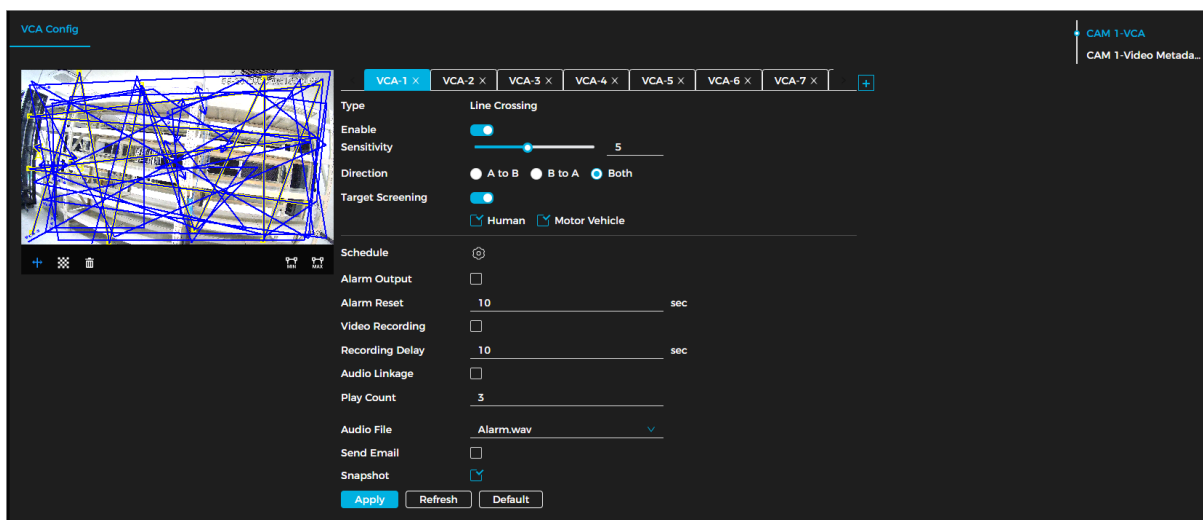 VCA Config
CAM 1-VCA
CAM 1-Video Metada...
VCA-1 × VCA-2 × VCA-3 × VCA-4 × VCA-5 × VCA-6 × VCA-7 ×
Type Line Crossing
Enable
Sensitivity 5
Direction A to B B to A Both
Target Screening
Human Motor Vehicle
MIN MAX
Schedule
Alarm Output
Alarm Reset 10 sec
Video Recording
Recording Delay 10 sec
Audio Linkage
Play Count 3
Audio File Alarm.wav
Send Email
Snapshot
Apply Refresh Default